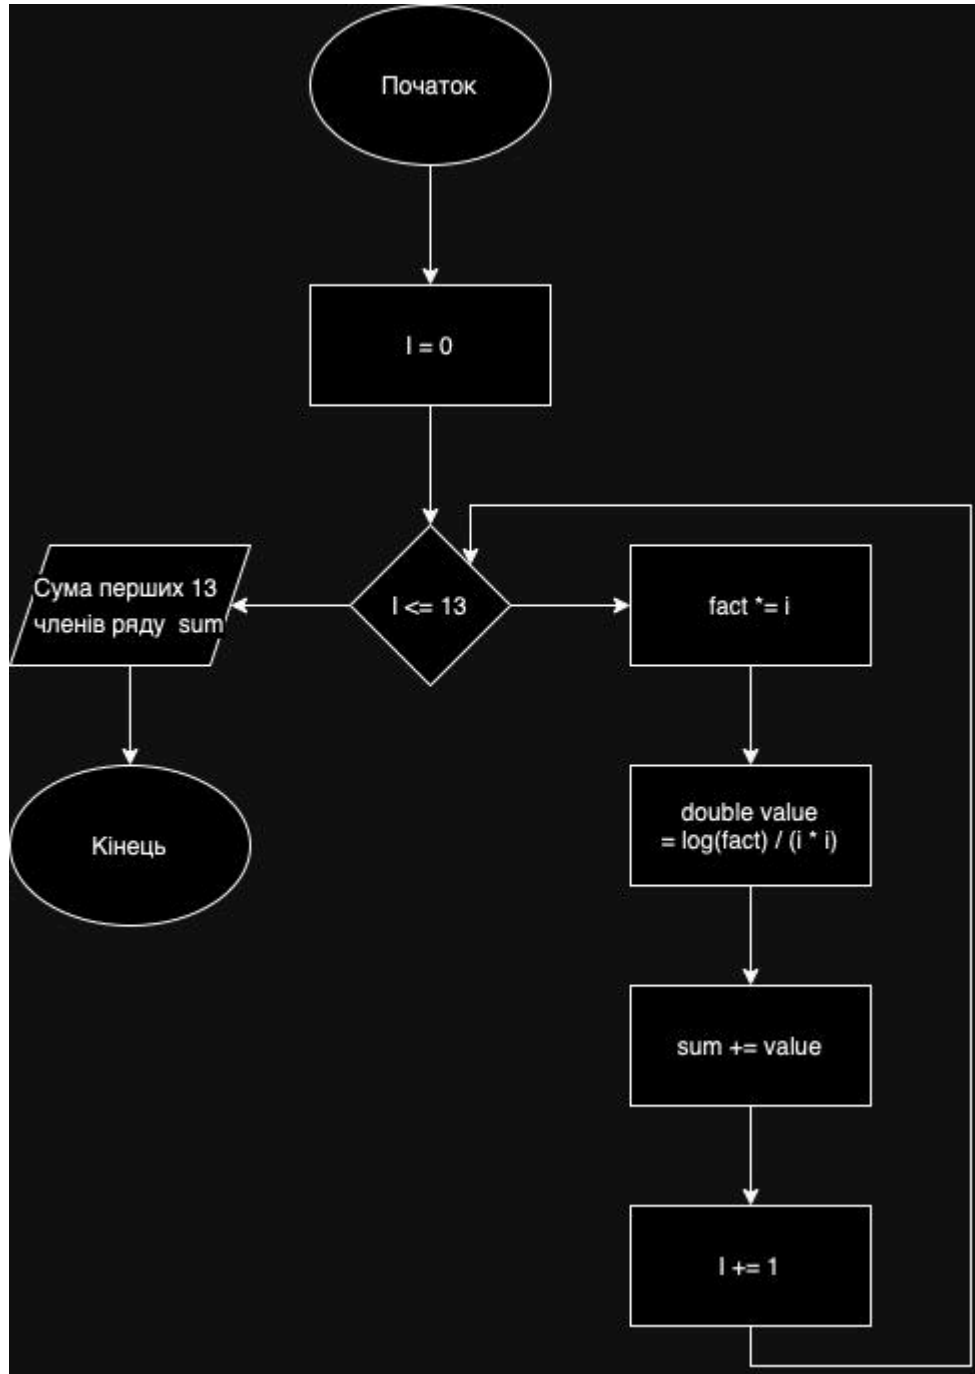 Початок
I = 0
I <= 13
Сума перших 13
членів ряду  sum
Кінець
fact *= i
double value
= log(fact) / (i * i)
sum += value
I += 1